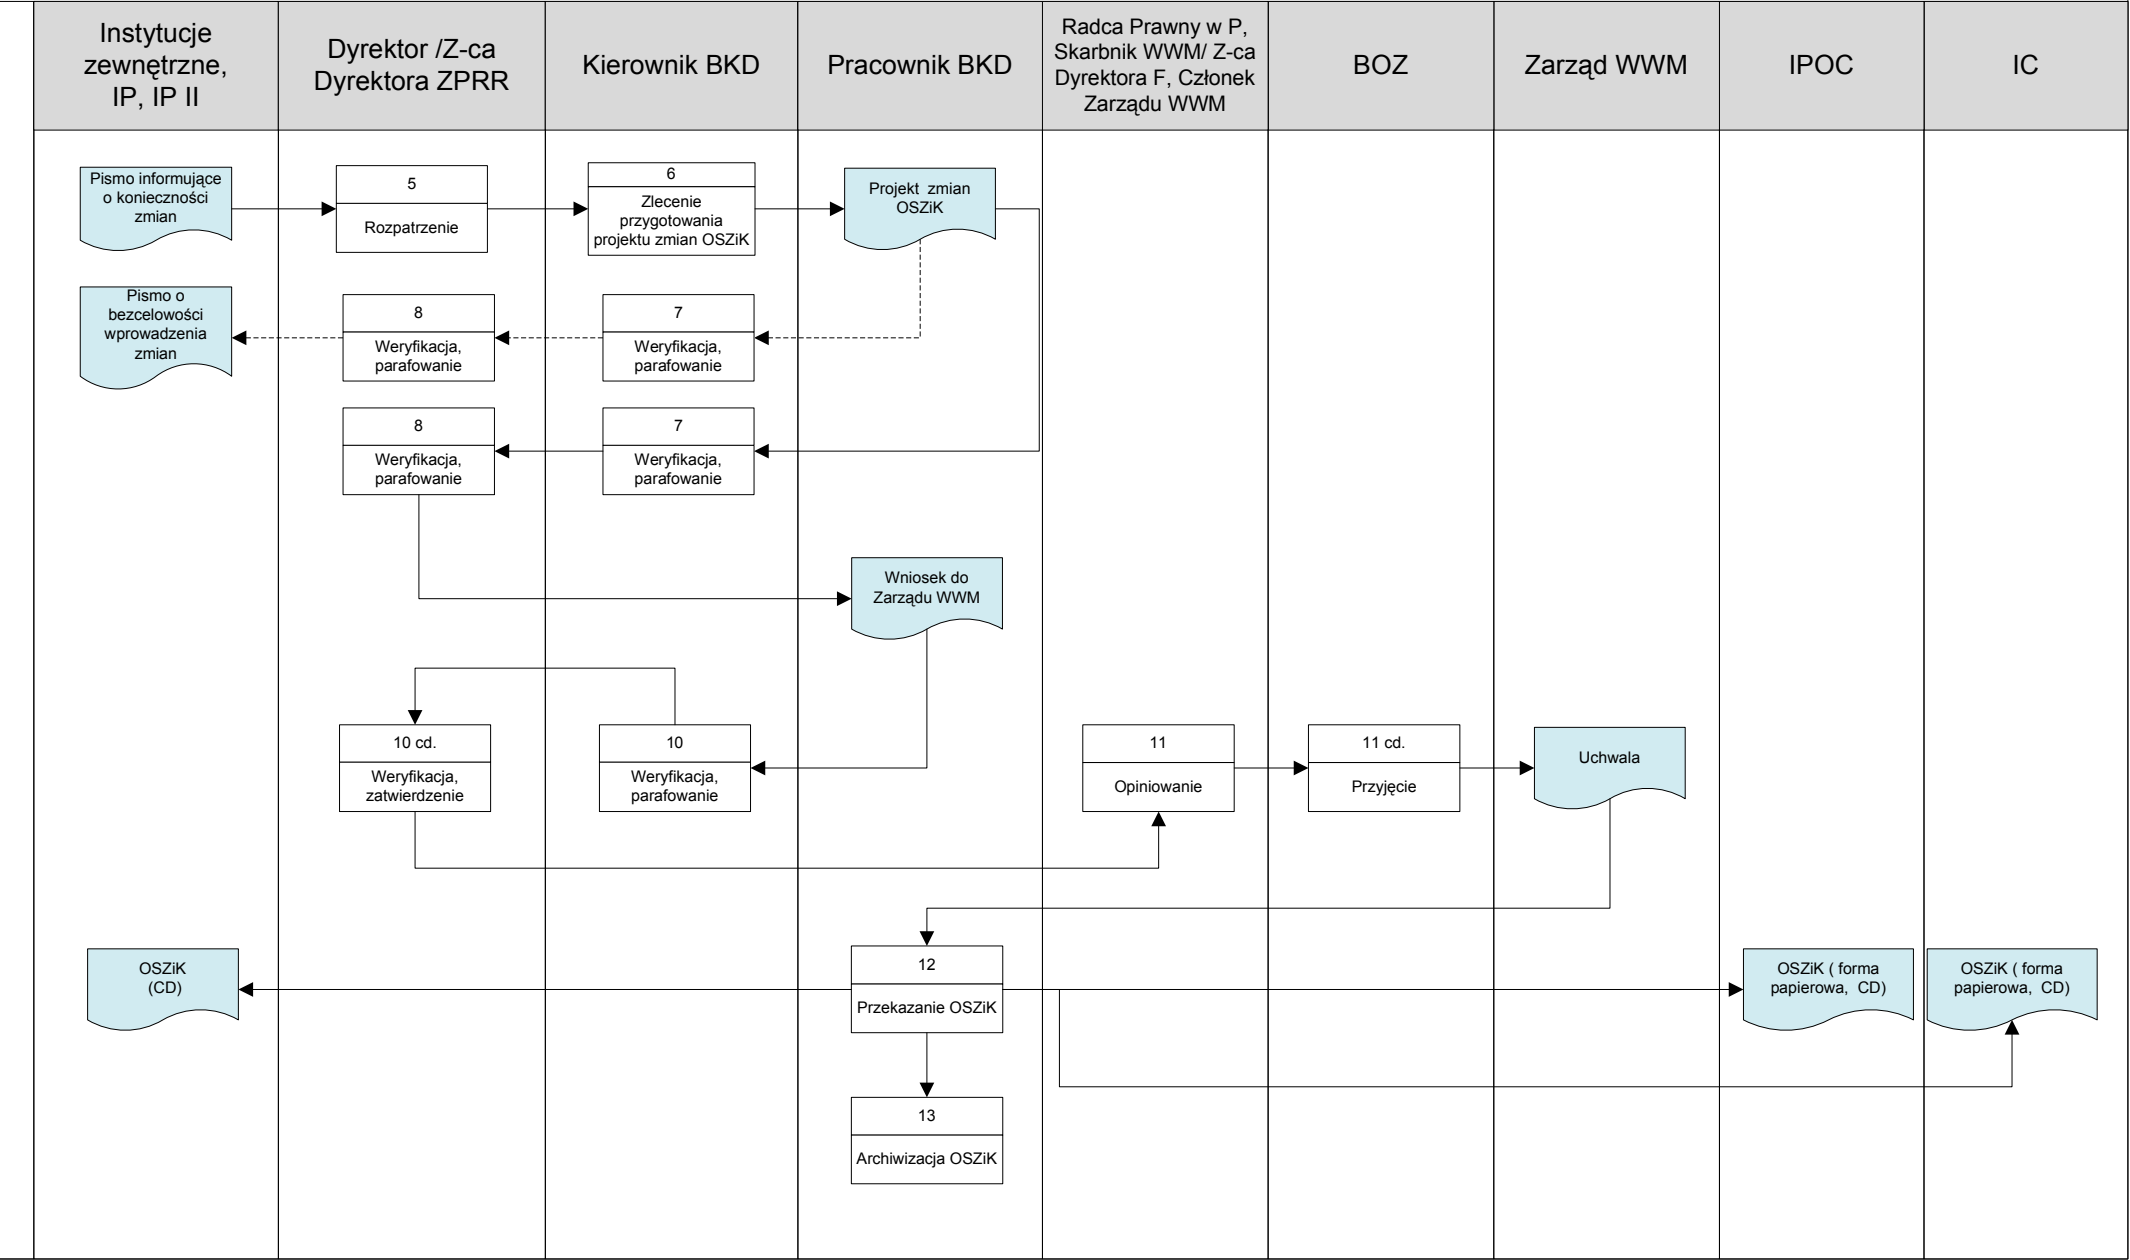 Instytucje
zewnętrzne,
IP, IP II
Dyrektor /Z-ca
Dyrektora ZPRR
Kierownik BKD
Pracownik BKD
Radca Prawny w P,
Skarbnik WWM/ Z-ca
Dyrektora F, Członek
Zarządu WWM
BOZ
Zarząd WWM
IPOC
IC
Pismo informujące
o konieczności
zmian
5
Rozpatrzenie
6
Zlecenie
przygotowania
projektu zmian OSZiK
Projekt zmian
OSZiK
Pismo o
bezcelowości
wprowadzenia
zmian
8
Weryfikacja,
parafowanie
7
Weryfikacja,
parafowanie
8
Weryfikacja,
parafowanie
7
Weryfikacja,
parafowanie
Wniosek do
Zarządu WWM
10 cd.
Weryfikacja,
zatwierdzenie
10
Weryfikacja,
parafowanie
11
Opiniowanie
11 cd.
Przyjęcie
Uchwala
OSZiK
(CD)
12
Przekazanie OSZiK
OSZiK ( forma
papierowa, CD)
OSZiK ( forma
papierowa, CD)
13
Archiwizacja OSZiK